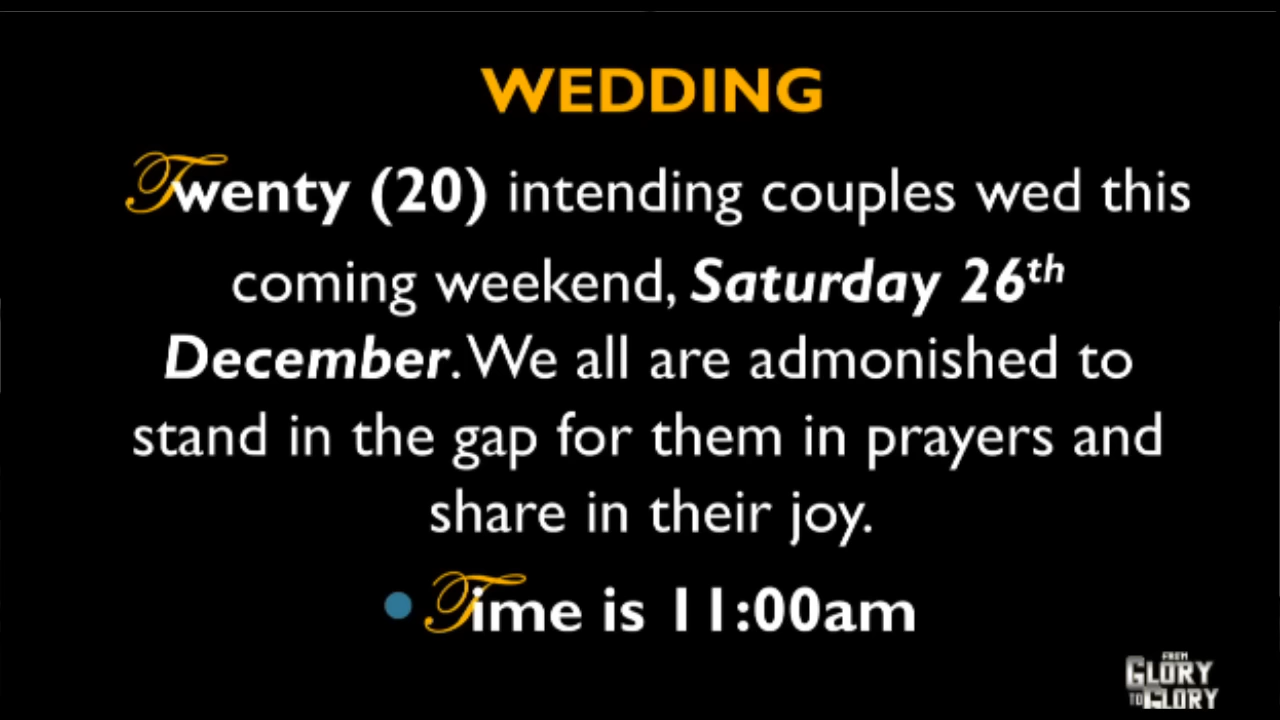 WEDDING
Twenty (20) intending couples wed this
coming weekend, Saturday 26th
December. We all are admonished to
stand in the gap for them in prayers and
share in their joy.
• Time is 11:00am
FROM
GLORY
TO GLORY